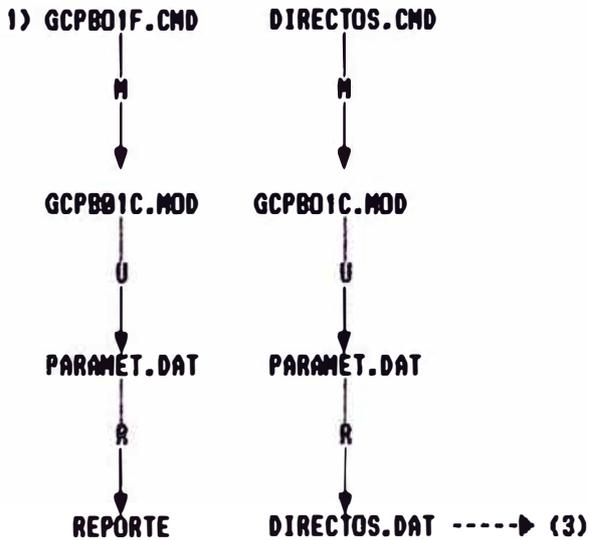 1) GCPB01F.CMD DIRECTOS.CMD
M M
GCPB01C.MOD GCPB01C.MOD
U U
PARAMET.DAT PARAMET.DAT
R R
REPORTE DIRECTOS.DAT (3)